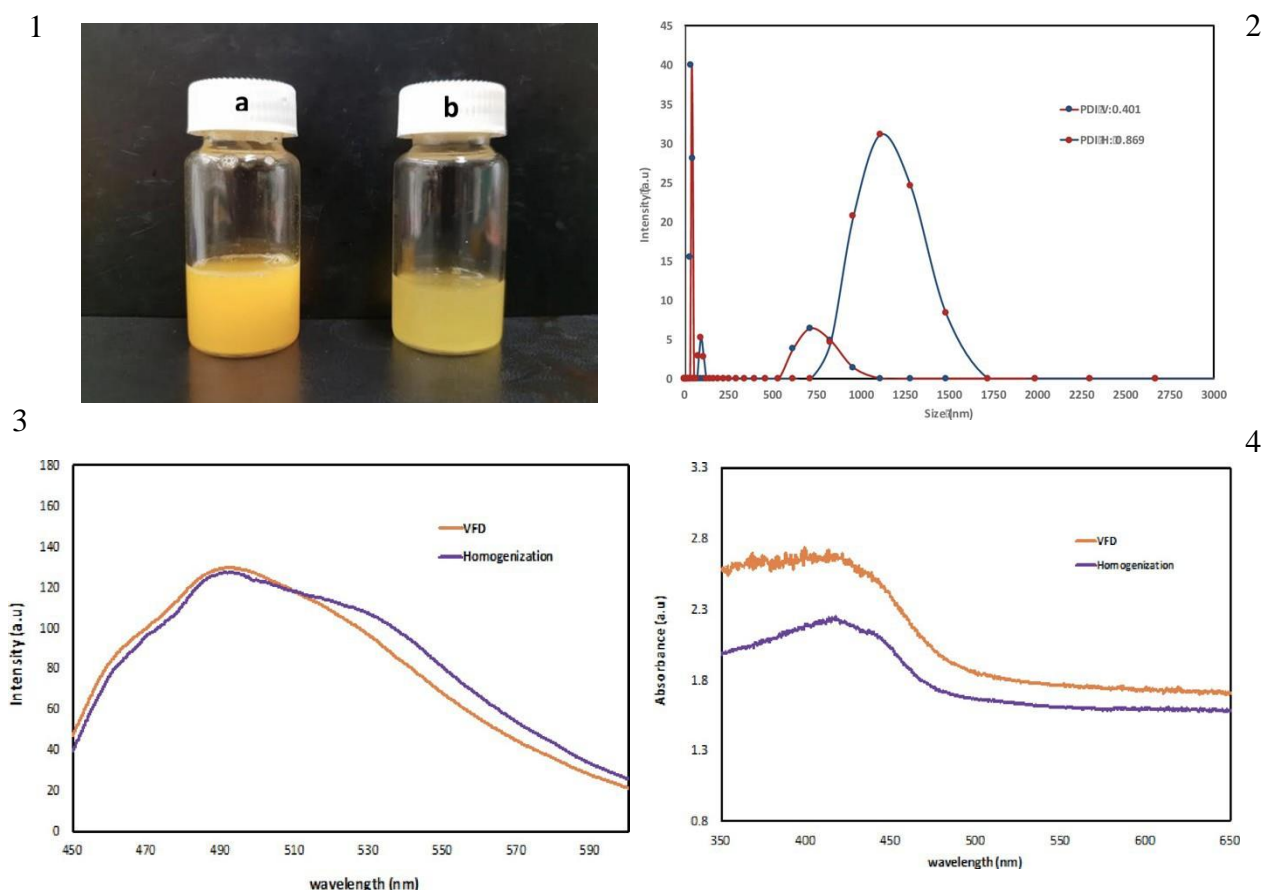 1
2
a
b
45
40
35
30
25
20
15
10
5
0
Intensity (a.u)
PDI V: 0.401
PDI H: 0.869
0 250 500 750 1000 1250 1500 1750 2000 2250 2500 2750 3000
Size (nm)
3
4
180
160
140
120
100
80
60
40
20
0
Intensity (a.u)
VFD
Homogenization
450 470 490 510 530 550 570 590
wavelength (nm)
3.3
2.8
2.3
1.8
1.3
0.8
Absorbance (a.u)
VFD
Homogenization
350 400 450 500 550 600 650
wavelength (nm)